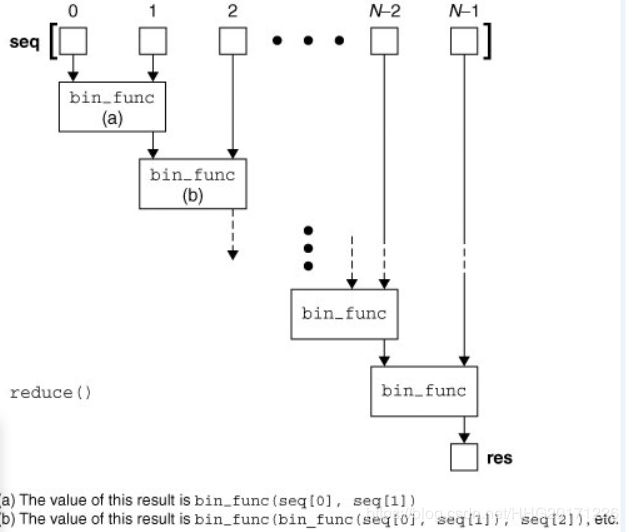 0 1 2 N-2 N-1
seq [ ]
bin_func
(a)
bin_func
(b)
bin_func
bin_func
reduce()
res
(a) The value of this result is bin_func(seq[0], seq[1])
(b) The value of this result is bin_func(bin_func(seq[0], seq[1]), seq[2]), etc.